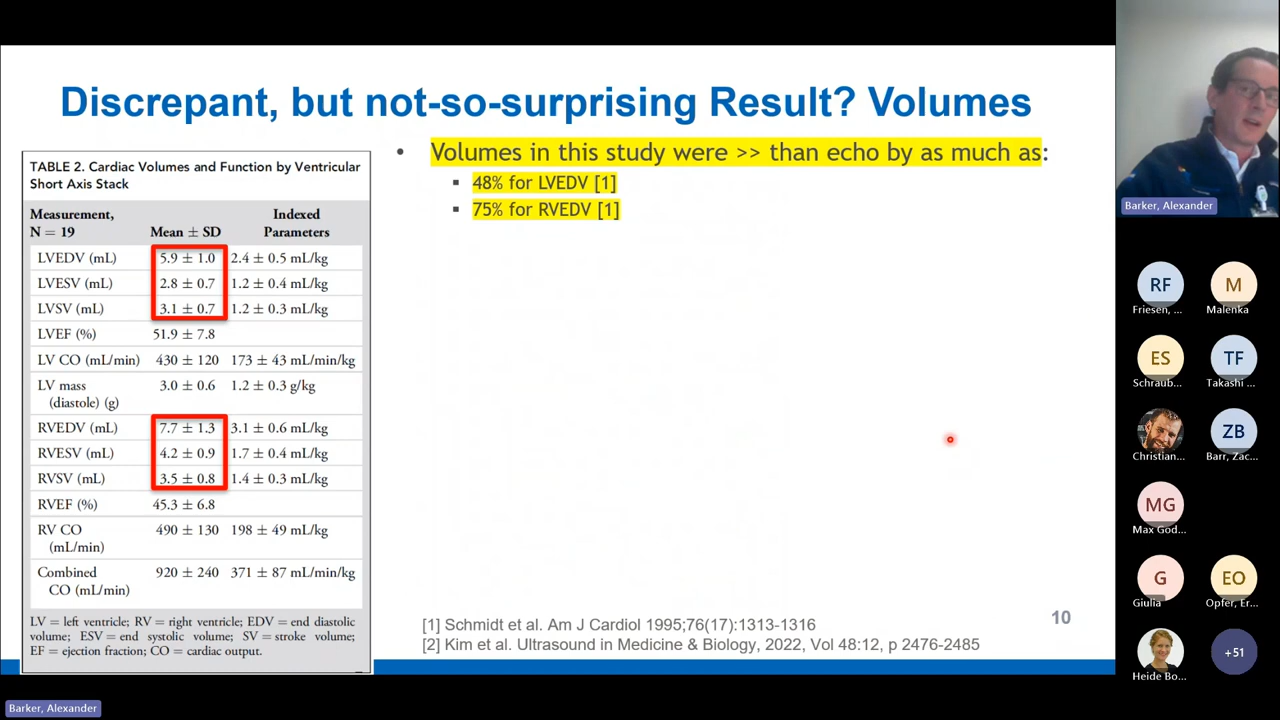 Discrepant, but not-so-surprising Result? Volumes
TABLE 2. Cardiac Volumes and Function by Ventricular
Short Axis Stack
Measurement, Indexed
N = 19 Mean ± SD Parameters
LVEDV (mL) 5.9 ± 1.0 2.4 ± 0.5 mL/kg
LVESV (mL) 2.8 ± 0.7 1.2 ± 0.4 mL/kg
LVSV (mL) 3.1 ± 0.7 1.2 ± 0.3 mL/kg
LVEF (%) 51.9 ± 7.8
LV CO (mL/min) 430 ± 120 173 ± 43 mL/min/kg
LV mass 3.0 ± 0.6 1.2 ± 0.3 g/kg
(diastole) (g)
RVEDV (mL) 7.7 ± 1.3 3.1 ± 0.6 mL/kg
RVESV (mL) 4.2 ± 0.9 1.7 ± 0.4 mL/kg
RVSV (mL) 3.5 ± 0.8 1.4 ± 0.3 mL/kg
RVEF (%) 45.3 ± 6.8
RV CO 490 ± 130 198 ± 49 mL/kg
(mL/min)
Combined 920 ± 240 371 ± 87 mL/min/kg
CO (mL/min)
LV = left ventricle; RV = right ventricle; EDV = end diastolic
volume; ESV = end systolic volume; SV = stroke volume;
EF = ejection fraction; CO = cardiac output.
• Volumes in this study were >> than echo by as much as:
▪ 48% for LVEDV [1]
▪ 75% for RVEDV [1]
[1] Schmidt et al. Am J Cardiol 1995;76(17):1313-1316
[2] Kim et al. Ultrasound in Medicine & Biology, 2022, Vol 48:12, p 2476-2485
10
Barker, Alexander
RF
Friesen, ...
M
Malenka
ES
Schraub...
TF
Takashi ...
Christian...
ZB
Barr, Zac...
MG
Max God...
G
Giulia
EO
Opfer, Er...
Heide Bo...
+51
Barker, Alexander